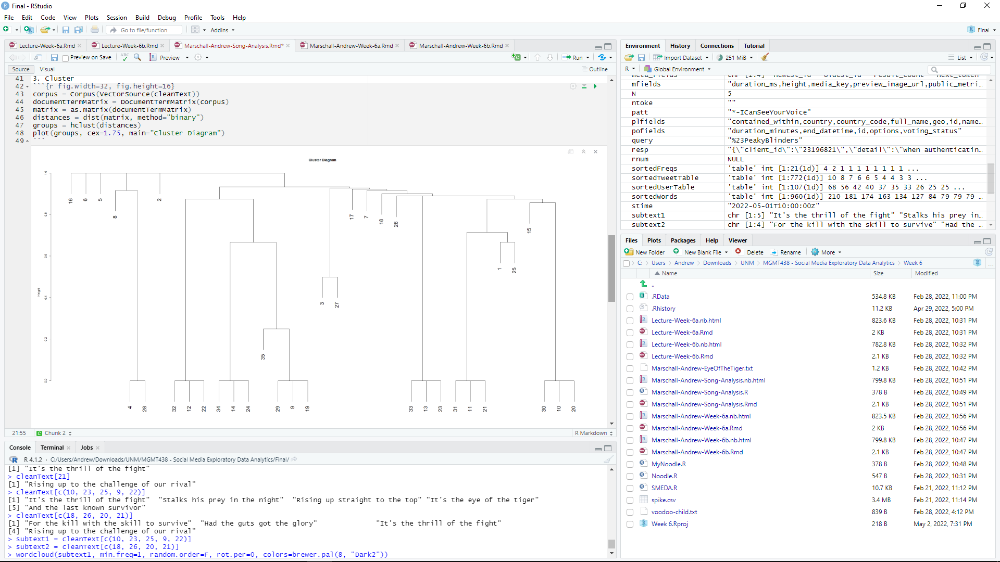 Final - RStudio
File Edit Code View Plots Session Build Debug Profile Tools Help
Go to file/function Addins Final
Lecture-Week-6a.Rmd Lecture-Week-6b.Rmd Marschall-Andrew-Song-Analysis.Rmd* Marschall-Andrew-Week-6a.Rmd Marschall-Andrew-Week-6b.Rmd
Preview on Save ABC Preview Run
Source Visual Outline
41 3. Cluster
42 ```{r fig.width=32, fig.height=16}
43 corpus = Corpus(VectorSource(cleanText))
44 documentTermMatrix = DocumentTermMatrix(corpus)
45 matrix = as.matrix(documentTermMatrix)
46 distances = dist(matrix, method="binary")
47 groups = hclust(distances)
48 plot(groups, cex=1.75, main="Cluster Diagram")
49 ```
Cluster Diagram
Height
0.0 0.2 0.4 0.6 0.8 1.0
16 6 5 8 2 17 7 18 26 15
1 25
3 27
35
4 28 32 12 22 34 14 24 29 9 19 33 13 23 31 11 21 30 10 20
21:55 Chunk 2 R Markdown
Console Terminal Jobs
R 4.1.2 · C:/Users/Andrew/Downloads/UNM/MGMT438 - Social Media Exploratory Data Analytics/Final/
[1] "It's the thrill of the fight"
> cleanText[21]
[1] "Rising up to the challenge of our rival"
> cleanText[c(10, 23, 25, 9, 22)]
[1] "It's the thrill of the fight" "Stalks his prey in the night" "Rising up straight to the top" "It's the eye of the tiger"
[5] "And the last known survivor"
> cleanText[c(18, 26, 20, 21)]
[1] "For the kill with the skill to survive" "Had the guts got the glory" "It's the thrill of the fight"
[4] "Rising up to the challenge of our rival"
> subtext1 = cleanText[c(10, 23, 25, 9, 22)]
> subtext2 = cleanText[c(18, 26, 20, 21)]
> wordcloud(subtext1, min.freq=1, random.order=F, rot.per=0, colors=brewer.pal(8, "Dark2"))
Environment History Connections Tutorial
Import Dataset 251 MiB List
R Global Environment
mfields "duration_ms,height,media_key,preview_image_url,public_metri…
N 5
ntoke ""
patt "*-ICanSeeYourVoice"
plfields "contained_within,country,country_code,full_name,geo,id,name…
pofields "duration_minutes,end_datetime,id,options,voting_status"
query "%23PeakyBlinders"
resp "{\"client_id\":\"23196821\",\"detail\":\"When authenticatin…
rnum NULL
sortedFreqs 'table' int [1:21(1d)] 4 2 1 1 1 1 1 1 1 1 ...
sortedTweetTable 'table' int [1:772(1d)] 10 8 7 6 6 5 4 4 3 3 ...
sortedUserTable 'table' int [1:107(1d)] 68 56 42 40 37 35 33 26 25 25 ...
sortedWords 'table' int [1:960(1d)] 210 181 174 163 134 127 84 79 79 79 …
stime "2022-05-01T10:00:00Z"
subtext1 chr [1:5] "It's the thrill of the fight" "Stalks his prey in…
subtext2 chr [1:4] "For the kill with the skill to survive" "Had the …
Files Plots Packages Help Viewer
New Folder New Blank File Delete Rename More
C: Users Andrew Downloads UNM MGMT438 - Social Media Exploratory Data Analytics Week 6 ...
Name Size Modified
..
.RData 534.8 KB Feb 28, 2022, 11:00 PM
.Rhistory 11.2 KB Apr 29, 2022, 5:00 PM
Lecture-Week-6a.nb.html 823.6 KB Feb 28, 2022, 10:31 PM
Lecture-Week-6a.Rmd 2 KB Feb 28, 2022, 10:31 PM
Lecture-Week-6b.nb.html 782.8 KB Feb 28, 2022, 10:32 PM
Lecture-Week-6b.Rmd 2.1 KB Feb 28, 2022, 10:32 PM
Marschall-Andrew-EyeOfTheTiger.txt 1.2 KB Feb 28, 2022, 10:42 PM
Marschall-Andrew-Song-Analysis.nb.html 799.8 KB Feb 28, 2022, 10:51 PM
Marschall-Andrew-Song-Analysis.R 378 B Feb 28, 2022, 10:49 PM
Marschall-Andrew-Song-Analysis.Rmd 2.1 KB Feb 28, 2022, 10:51 PM
Marschall-Andrew-Week-6a.nb.html 823.5 KB Feb 28, 2022, 10:56 PM
Marschall-Andrew-Week-6a.Rmd 2 KB Feb 28, 2022, 10:56 PM
Marschall-Andrew-Week-6b.nb.html 799.8 KB Feb 28, 2022, 10:47 PM
Marschall-Andrew-Week-6b.Rmd 2.1 KB Feb 28, 2022, 10:47 PM
MyNoodle.R 378 B Feb 28, 2022, 10:48 PM
Noodle.R 547 B Feb 28, 2022, 10:31 PM
SMEDA.R 10.7 KB Feb 21, 2022, 11:12 PM
spike.csv 3.4 MB Feb 21, 2022, 11:14 PM
voodoo-child.txt 839 B Feb 28, 2022, 4:12 PM
Week 6.Rproj 218 B May 2, 2022, 7:31 PM